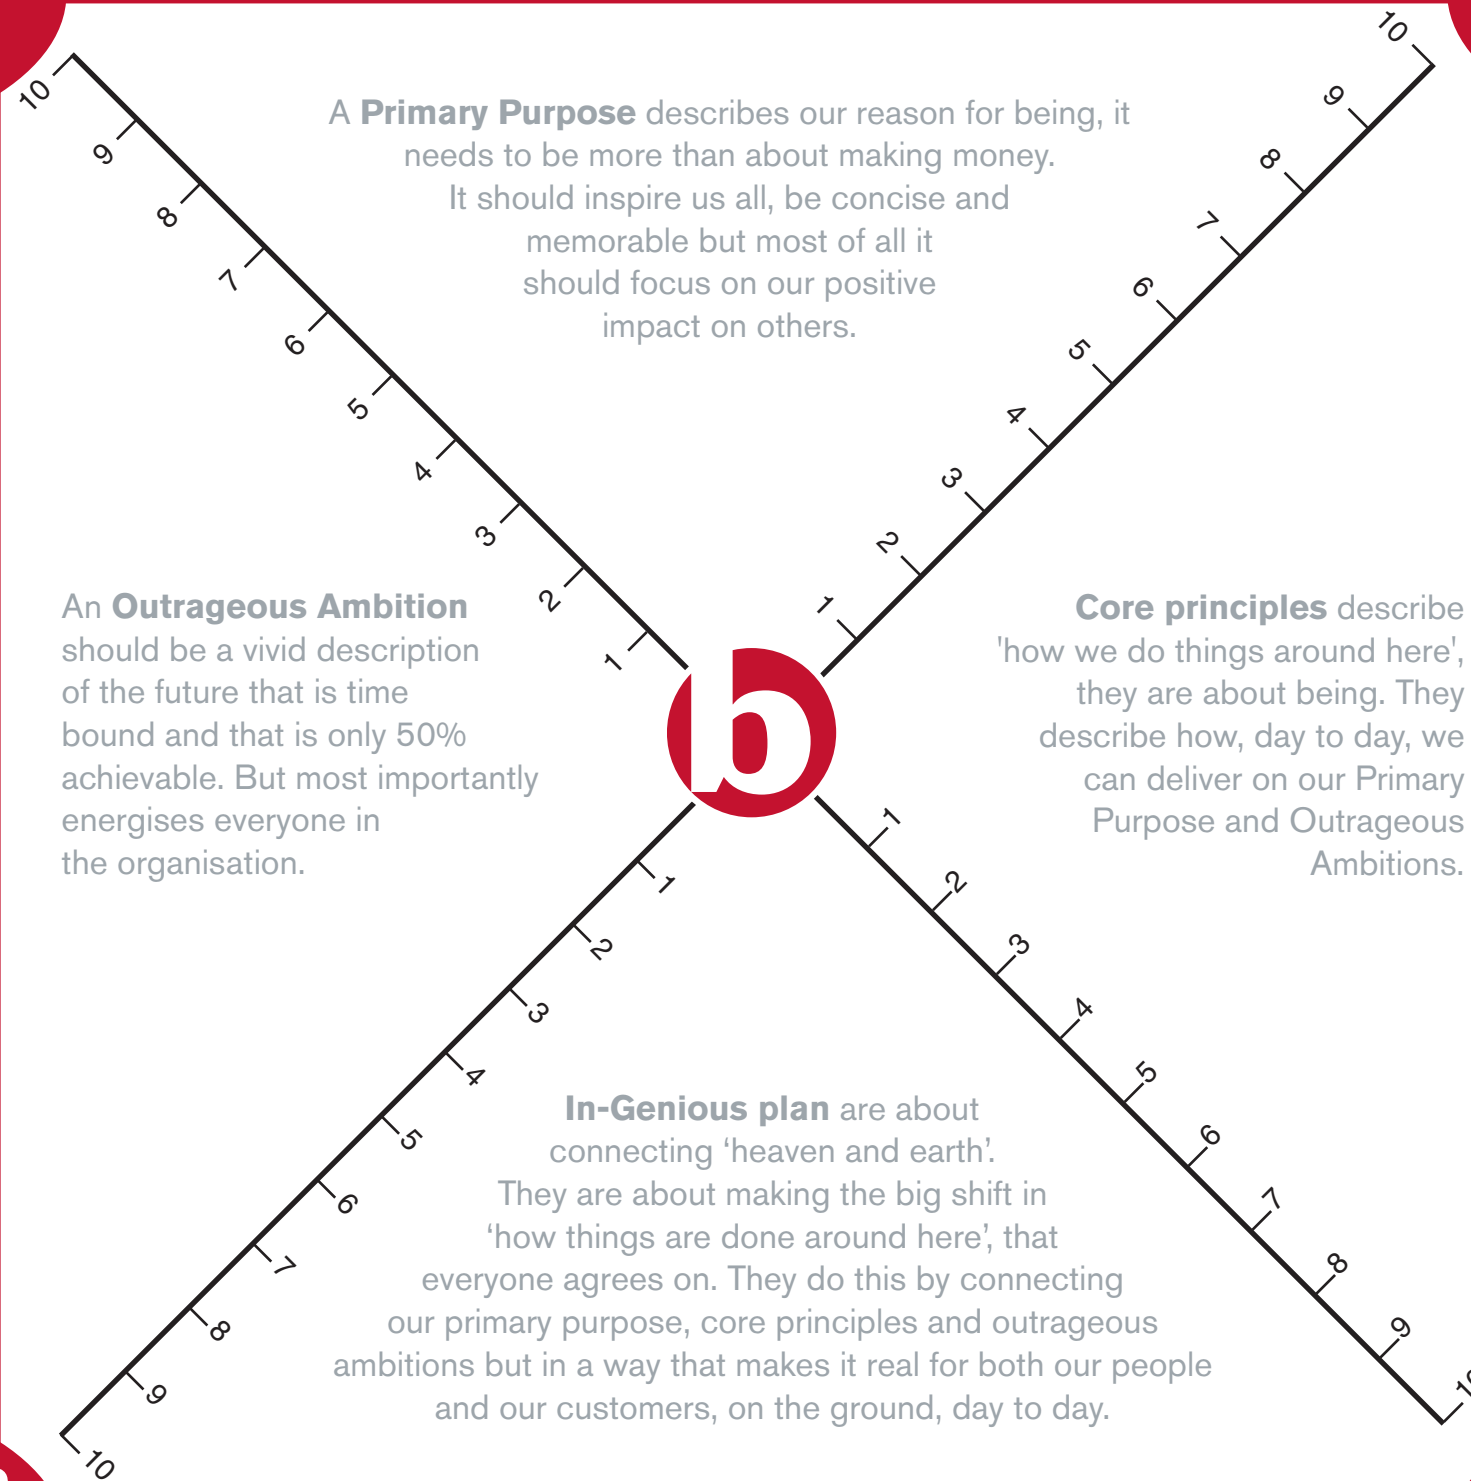 A Primary Purpose describes our reason for being, it
needs to be more than about making money.
It should inspire us all, be concise and
memorable but most of all it
should focus on our positive
impact on others.
10
9
8
7
6
5
4
3
2
1
10
9
8
7
6
5
4
3
2
1
An Outrageous Ambition
should be a vivid description
of the future that is time
bound and that is only 50%
achievable. But most importantly
energises everyone in
the organisation.
b
Core principles describe
'how we do things around here',
they are about being. They
describe how, day to day, we
can deliver on our Primary
Purpose and Outrageous
Ambitions.
1
2
3
4
5
6
7
8
9
10
1
2
3
4
5
6
7
8
9
10
In-Genious plan are about
connecting ‘heaven and earth’.
They are about making the big shift in
‘how things are done around here’, that
everyone agrees on. They do this by connecting
our primary purpose, core principles and outrageous
ambitions but in a way that makes it real for both our people
and our customers, on the ground, day to day.